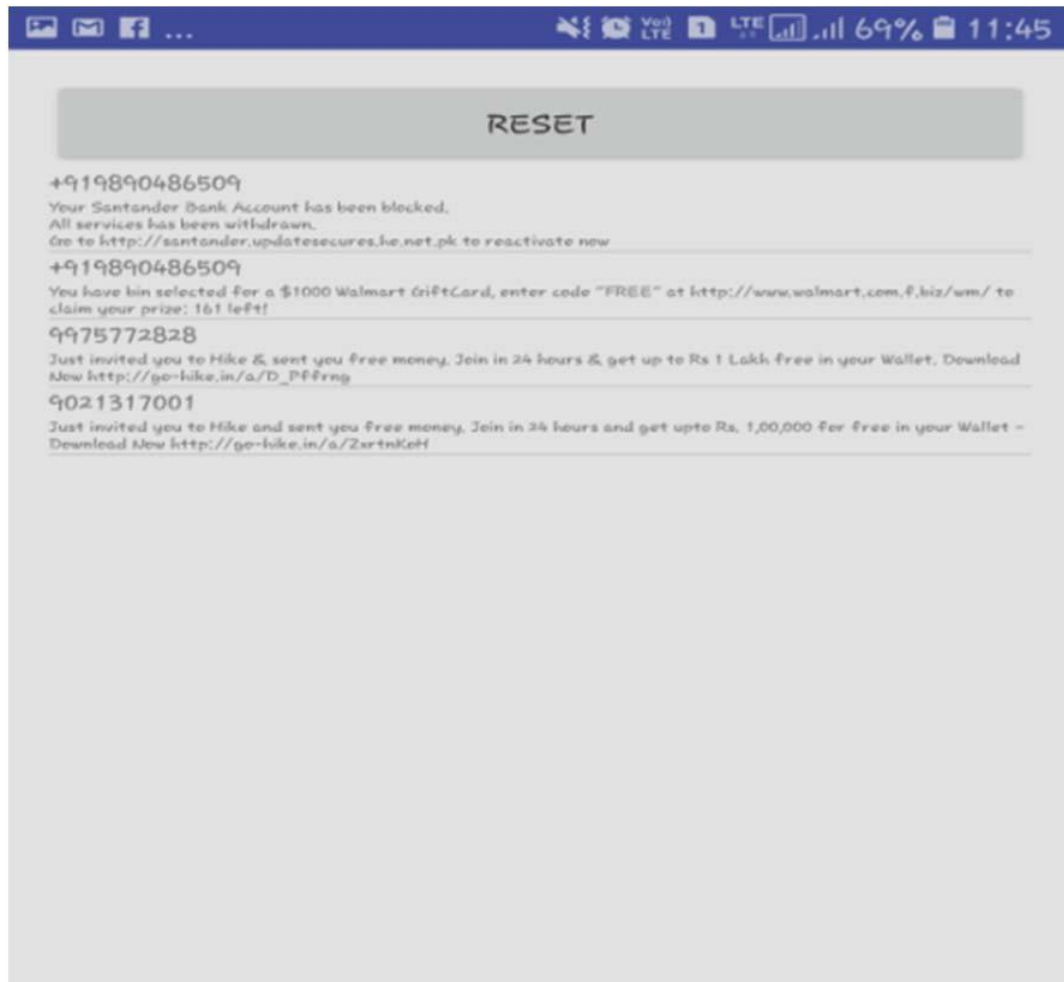 ... Vo)) LTE 1 LTE 69% 11:45
RESET
+919890486509
Your Santander Bank Account has been blocked.
All services has been withdrawn.
Go to http://santander.updatesecures.he.net.pk to reactivate now
+919890486509
You have bin selected for a $1000 Walmart GiftCard, enter code "FREE" at http://www.walmart.com.f.biz/wm/ to
claim your prize: 161 left!
9975772828
Just invited you to Hike & sent you free money. Join in 24 hours & get up to Rs 1 Lakh free in your Wallet. Download
Now http://go-hike.in/a/D_Pffrng
9021317001
Just invited you to Hike and sent you free money. Join in 24 hours and get upto Rs. 1,00,000 for free in your Wallet -
Download Now http://go-hike.in/a/ZxrtnKoH